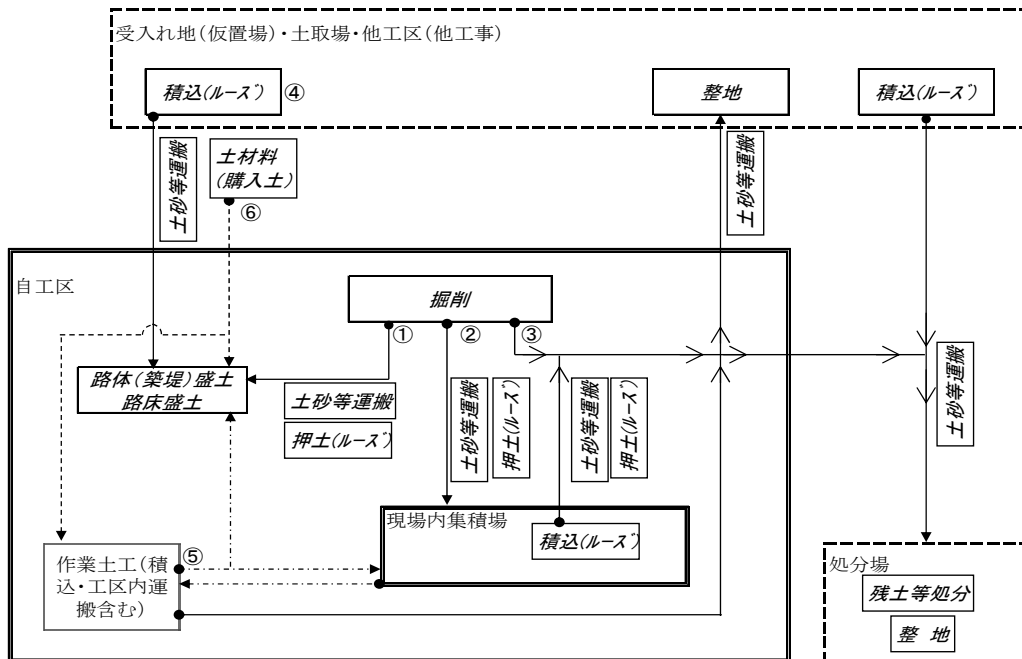 受入れ地(仮置場)・土取場・他工区(他工事)
積込(ルーズ)
④
整地
積込(ルーズ)
土砂等運搬
土材料
(購入土)
⑥
土砂等運搬
自工区
掘削
①
②
③
路体(築堤)盛土
路床盛土
土砂等運搬
押土(ルーズ)
土砂等運搬
押土(ルーズ)
土砂等運搬
押土(ルーズ)
土砂等運搬
現場内集積場
積込(ルーズ)
作業土工(積
込・工区内運
搬含む)
⑤
処分場
残土等処分
整 地